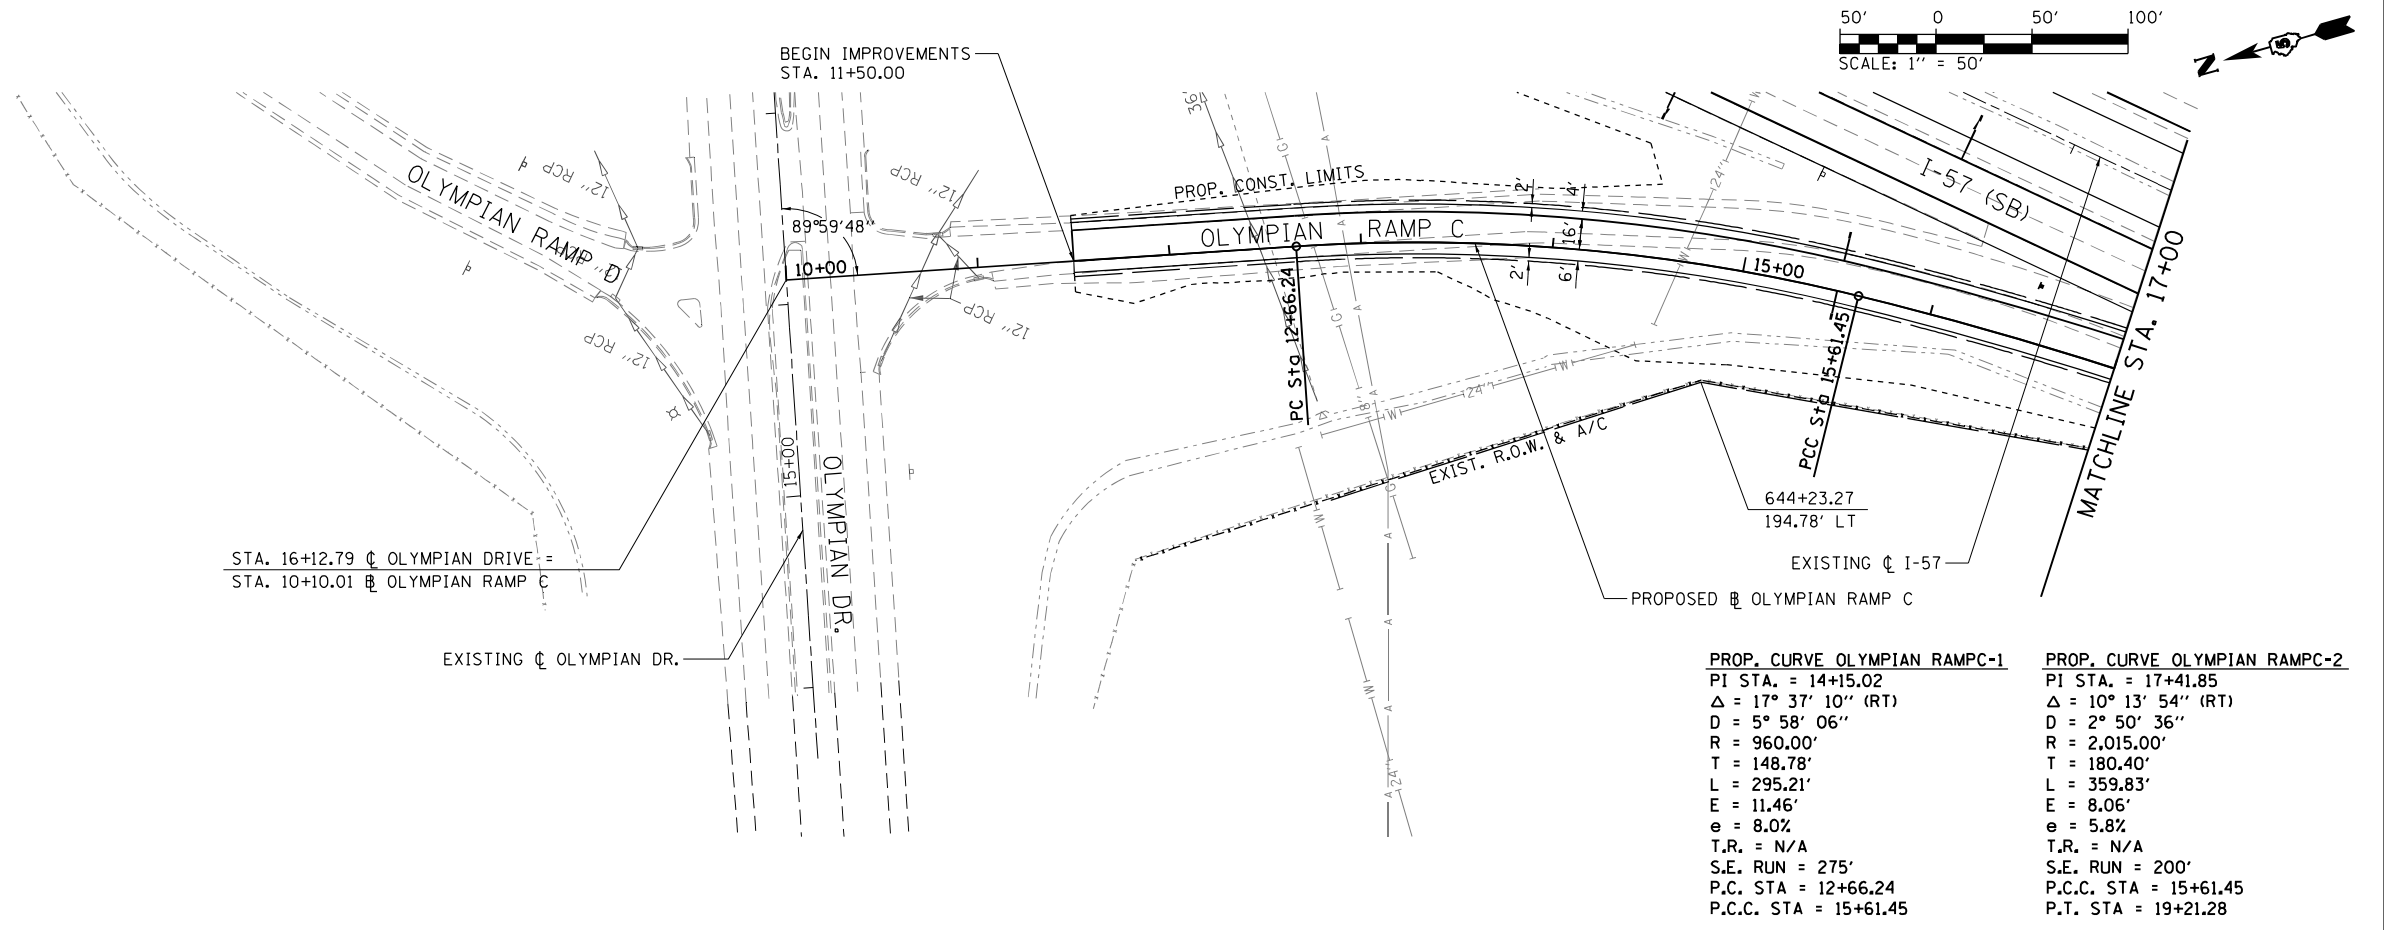 50' 0 50' 100'
SCALE: 1'' = 50'
N
5
BEGIN IMPROVEMENTS
STA. 11+50.00
OLYMPIAN RAMP D
12'' RCP
12'' RCP
12'' RCP
12'' RCP
89°59'48''
10+00
36''
PROP. CONST. LIMITS
OLYMPIAN RAMP C
2'
4'
16'
2'
6'
24''
W
W
G
A
A
I-57 (SB)
15+00
PC Sta 12+66.24
PCC Sta 15+61.45
MATCHLINE STA. 17+00
G
A
8''
A
W
24''
W
W
G
EXIST. R.O.W. & A/C
644+23.27
194.78' LT
EXISTING ℄ I-57
PROPOSED B̵L OLYMPIAN RAMP C
15+00
OLYMPIAN DR.
STA. 16+12.79 ℄ OLYMPIAN DRIVE =
STA. 10+10.01 B̵L OLYMPIAN RAMP C
EXISTING ℄ OLYMPIAN DR.
W
A
A
W
W
A
24''
A
PROP. CURVE OLYMPIAN RAMPC-1
PI STA. = 14+15.02
Δ = 17° 37' 10'' (RT)
D = 5° 58' 06''
R = 960.00'
T = 148.78'
L = 295.21'
E = 11.46'
e = 8.0%
T.R. = N/A
S.E. RUN = 275'
P.C. STA = 12+66.24
P.C.C. STA = 15+61.45
PROP. CURVE OLYMPIAN RAMPC-2
PI STA. = 17+41.85
Δ = 10° 13' 54'' (RT)
D = 2° 50' 36''
R = 2,015.00'
T = 180.40'
L = 359.83'
E = 8.06'
e = 5.8%
T.R. = N/A
S.E. RUN = 200'
P.C.C. STA = 15+61.45
P.T. STA = 19+21.28